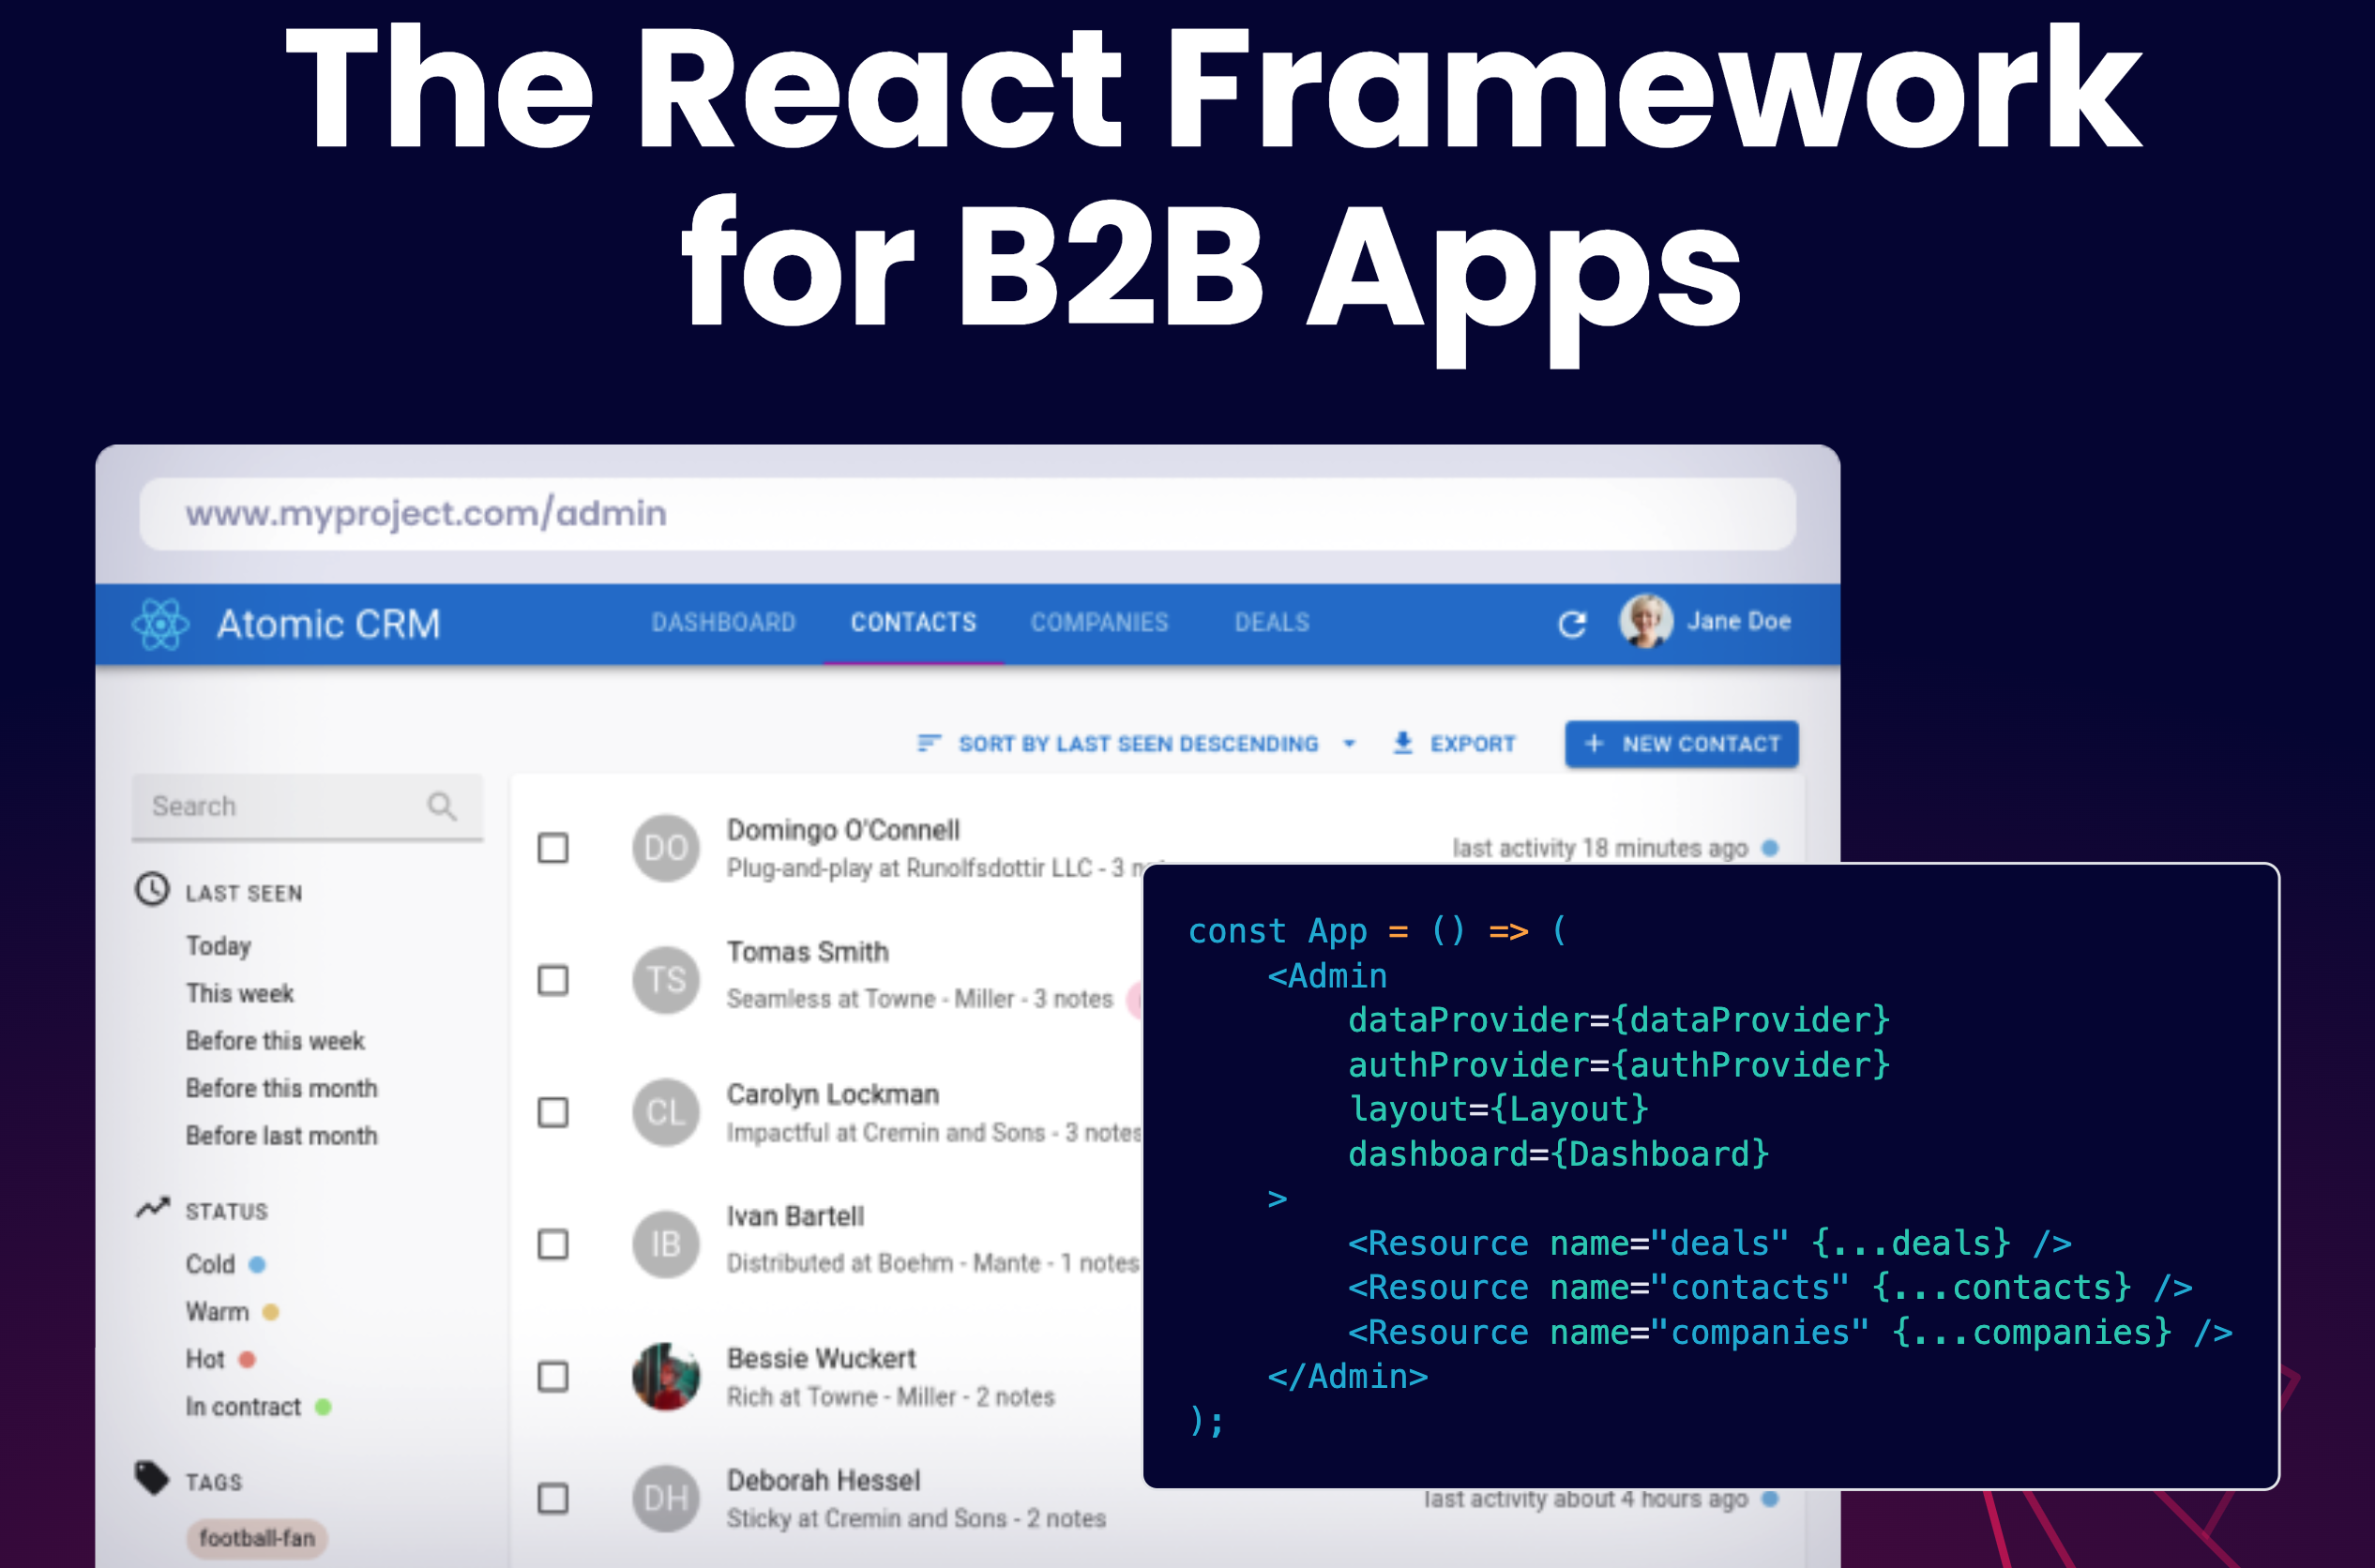 The React Framework
for B2B Apps
www.myproject.com/admin
Atomic CRM
DASHBOARD CONTACTS COMPANIES DEALS
Jane Doe
SORT BY LAST SEEN DESCENDING EXPORT + NEW CONTACT
Search
LAST SEEN
Today
This week
Before this week
Before this month
Before last month
STATUS
Cold
Warm
Hot
In contract
TAGS
football-fan
DO Domingo O'Connell
Plug-and-play at Runolfsdottir LLC - 3
last activity 18 minutes ago
TS Tomas Smith
Seamless at Towne - Miller - 3 notes
CL Carolyn Lockman
Impactful at Cremin and Sons - 3 notes
IB Ivan Bartell
Distributed at Boehm - Mante - 1 notes
Bessie Wuckert
Rich at Towne - Miller - 2 notes
DH Deborah Hessel
Sticky at Cremin and Sons - 2 notes
last activity about 4 hours ago
const App = () => (
<Admin
dataProvider={dataProvider}
authProvider={authProvider}
layout={Layout}
dashboard={Dashboard}
>
<Resource name="deals" {...deals} />
<Resource name="contacts" {...contacts} />
<Resource name="companies" {...companies} />
</Admin>
);